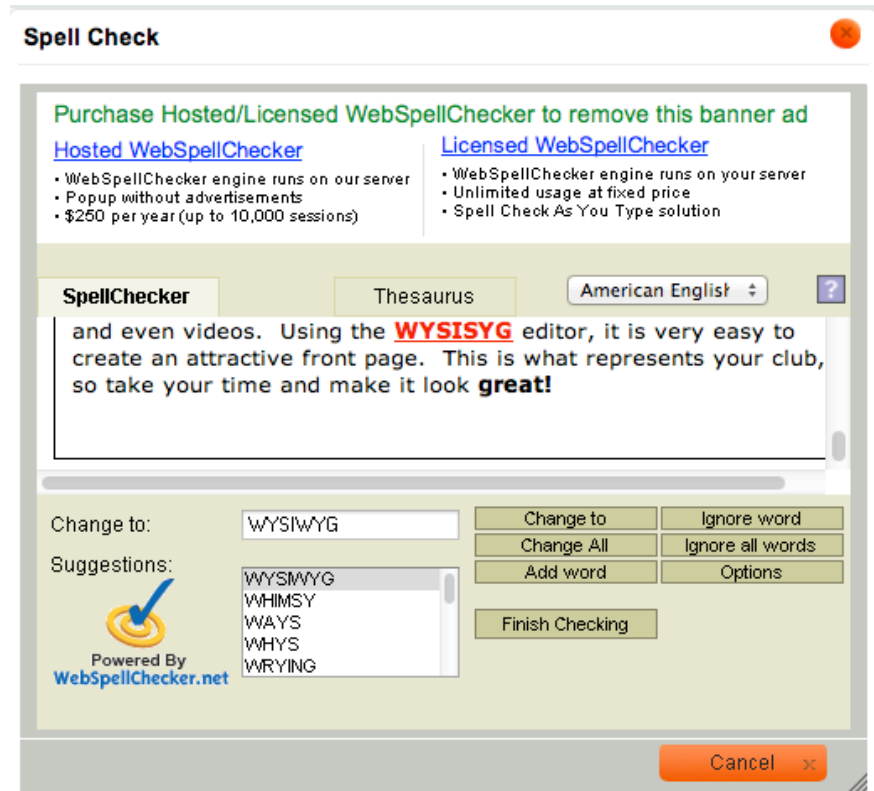 Spell Check
Purchase Hosted/Licensed WebSpellChecker to remove this banner ad
Hosted WebSpellChecker
• WebSpellChecker engine runs on our server
• Popup without advertisements
• $250 per year (up to 10,000 sessions)
Licensed WebSpellChecker
• WebSpellChecker engine runs on your server
• Unlimited usage at fixed price
• Spell Check As You Type solution
SpellChecker
Thesaurus
American English
?
and even videos. Using the WYSISYG editor, it is very easy to
create an attractive front page. This is what represents your club,
so take your time and make it look great!
Change to:
WYSIWYG
Change to
Ignore word
Change All
Ignore all words
Add word
Options
Finish Checking
Suggestions:
WYSIWYG
WHIMSY
WAYS
WHYS
WRYING
Powered By
WebSpellChecker.net
Cancel x